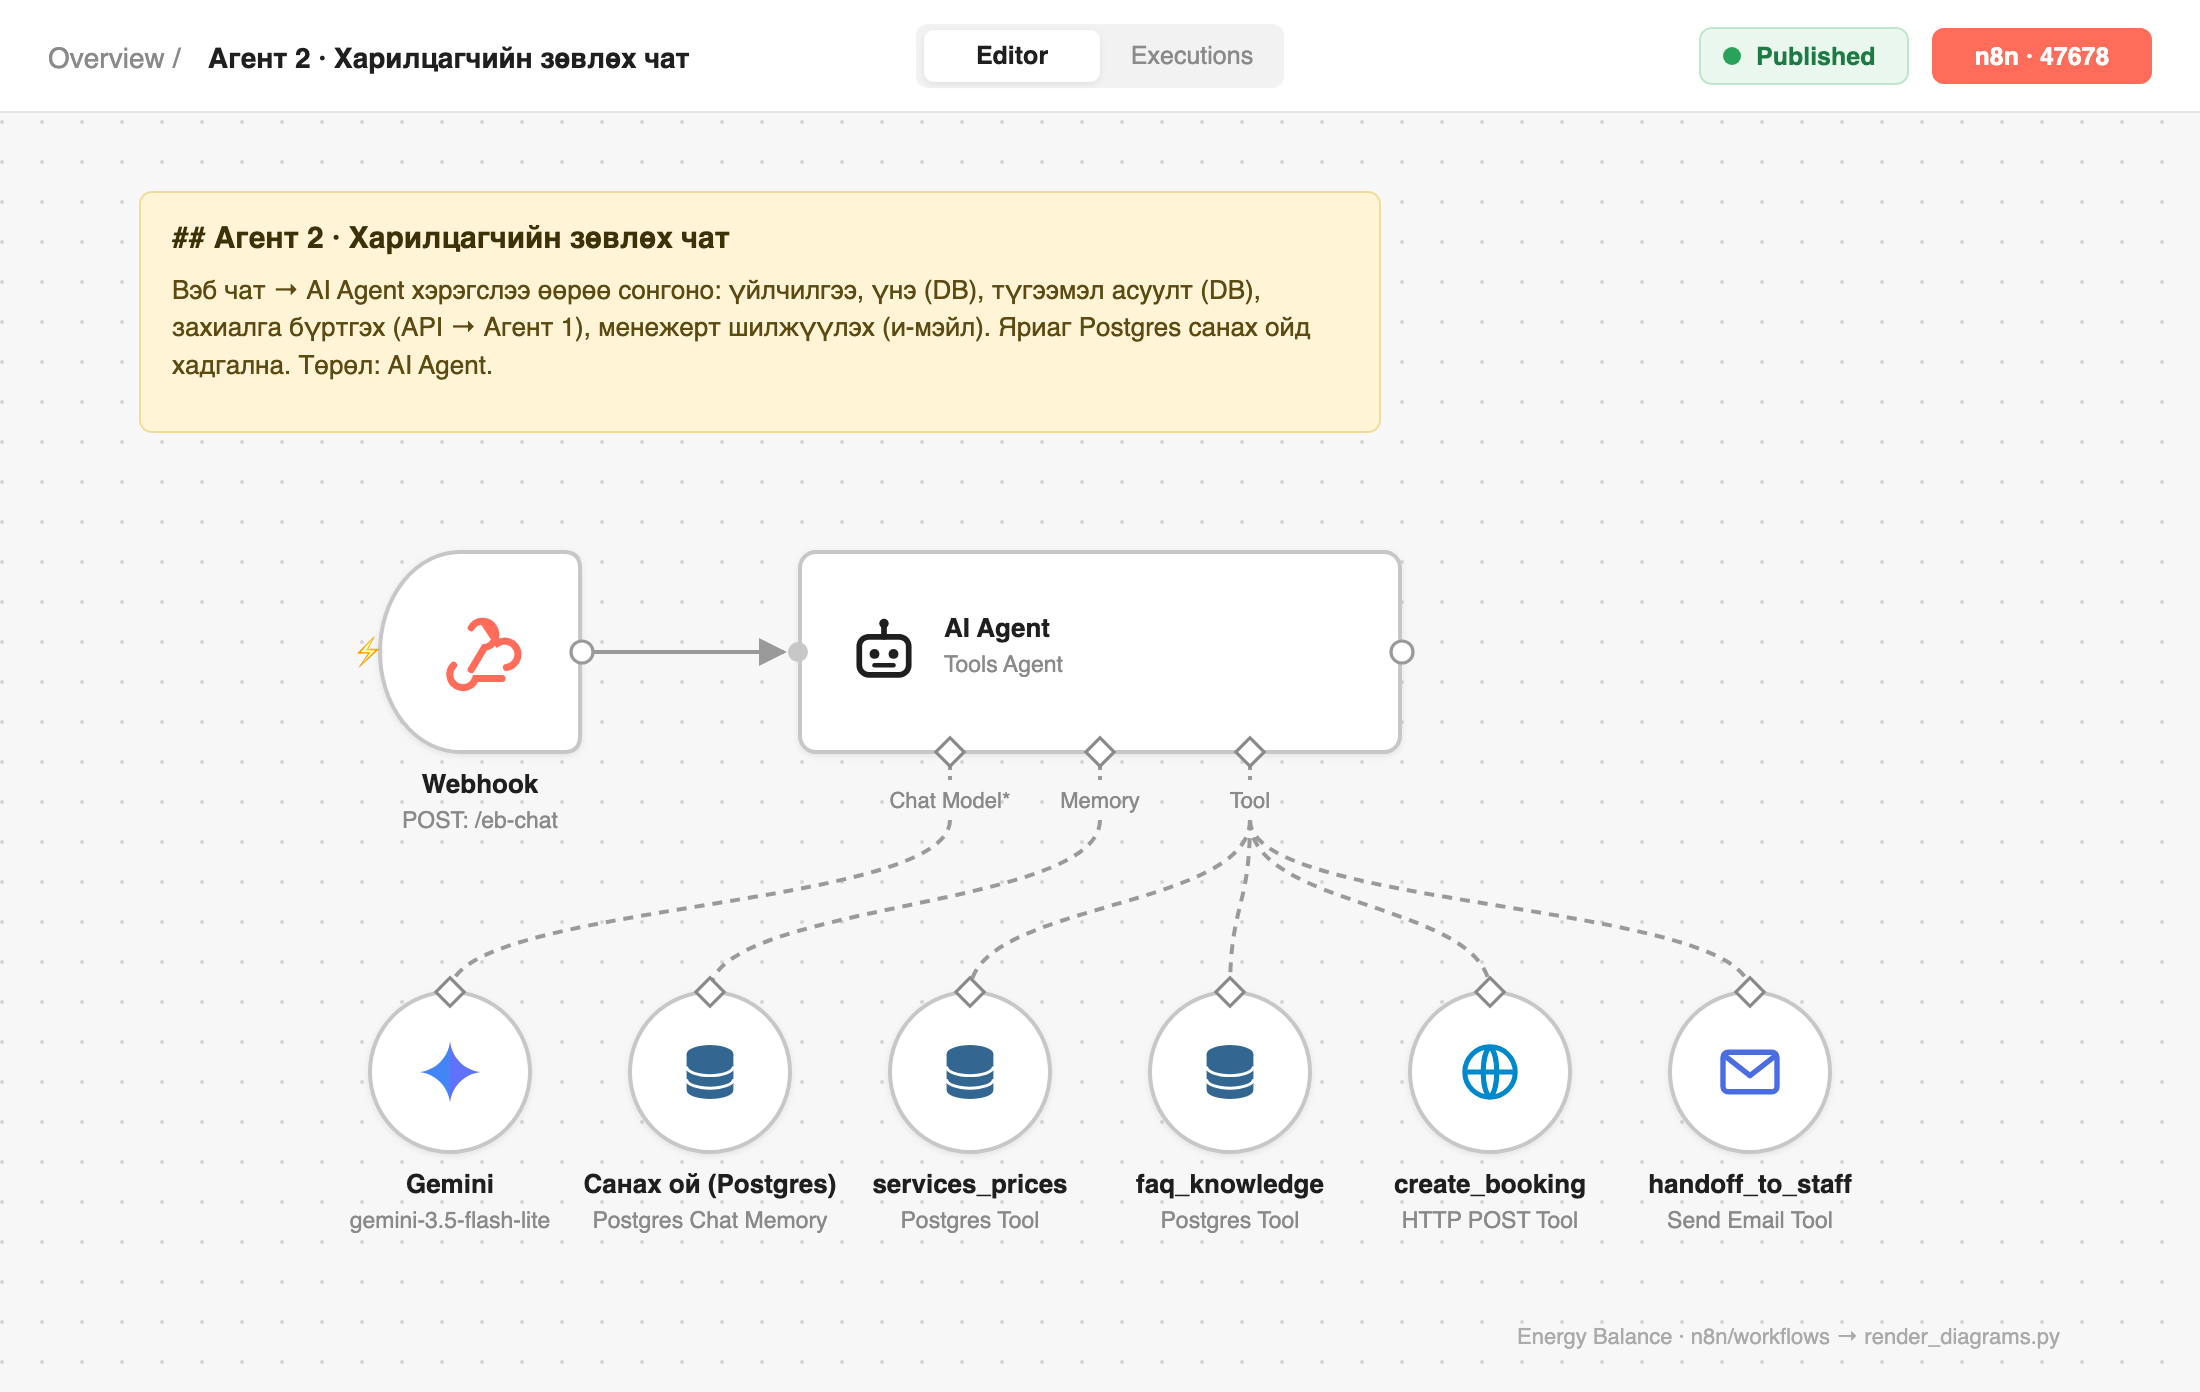 Overview / Агент 2 · Харилцагчийн зөвлөх чат
Editor
Executions
Published
n8n · 47678
## Агент 2 · Харилцагчийн зөвлөх чат
Вэб чат → AI Agent хэрэгслээ өөрөө сонгоно: үйлчилгээ, үнэ (DB), түгээмэл асуулт (DB),
захиалга бүртгэх (API → Агент 1), менежерт шилжүүлэх (и-мэйл). Яриаг Postgres санах ойд
хадгална. Төрөл: AI Agent.
AI Agent
Tools Agent
Webhook
POST: /eb-chat
Chat Model*
Memory
Tool
Gemini
gemini-3.5-flash-lite
Санах ой (Postgres)
Postgres Chat Memory
services_prices
Postgres Tool
faq_knowledge
Postgres Tool
create_booking
HTTP POST Tool
handoff_to_staff
Send Email Tool
Energy Balance · n8n/workflows → render_diagrams.py